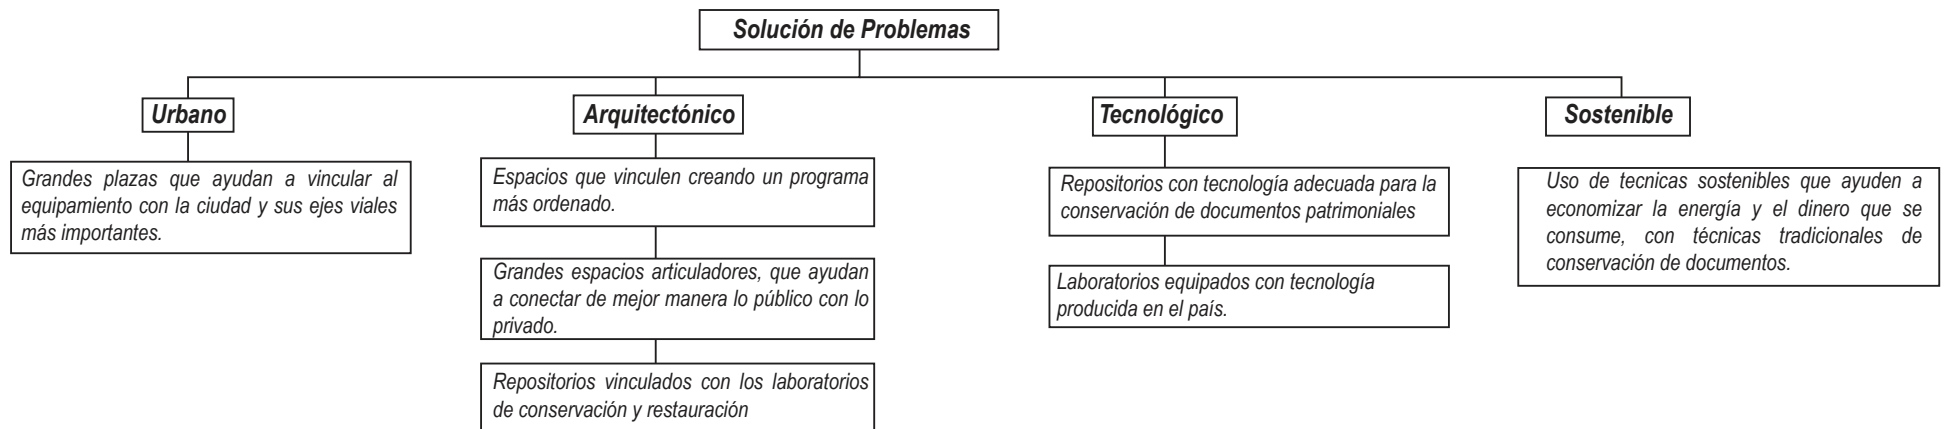 Solución de Problemas
Urbano
Grandes plazas que ayudan a vincular al
equipamiento con la ciudad y sus ejes viales
más importantes.
Arquitectónico
Espacios que vinculen creando un programa
más ordenado.
Grandes espacios articuladores, que ayudan
a conectar de mejor manera lo público con lo
privado.
Repositorios vinculados con los laboratorios
de conservación y restauración
Tecnológico
Repositorios con tecnología adecuada para la
conservación de documentos patrimoniales
Laboratorios equipados con tecnología
producida en el país.
Sostenible
Uso de tecnicas sostenibles que ayuden a
economizar la energía y el dinero que se
consume, con técnicas tradicionales de
conservación de documentos.